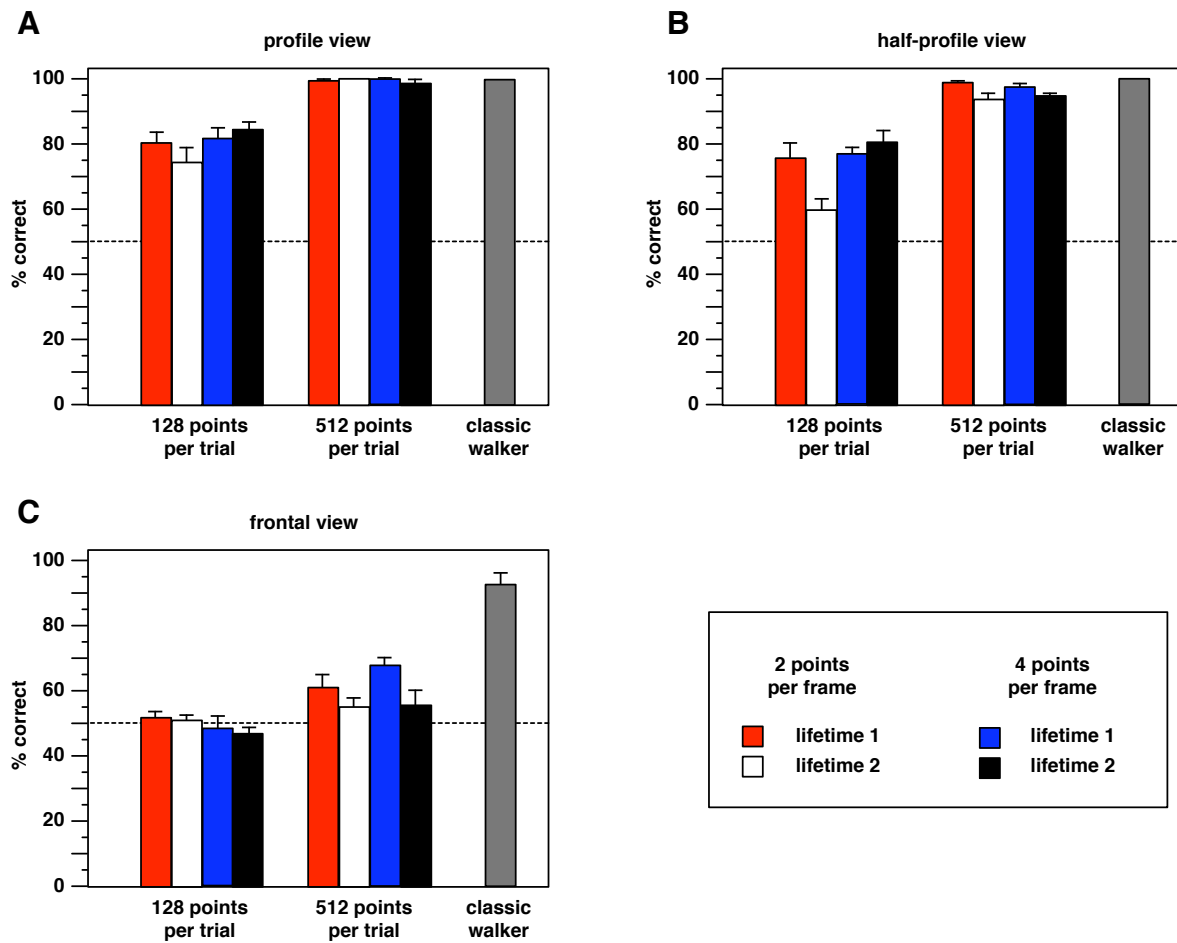 A
profile view
% correct
100
80
60
40
20
0
128 points
per trial
512 points
per trial
classic
walker
B
half-profile view
% correct
100
80
60
40
20
0
128 points
per trial
512 points
per trial
classic
walker
C
frontal view
% correct
100
80
60
40
20
0
128 points
per trial
512 points
per trial
classic
walker
2 points
per frame
lifetime 1
lifetime 2
4 points
per frame
lifetime 1
lifetime 2